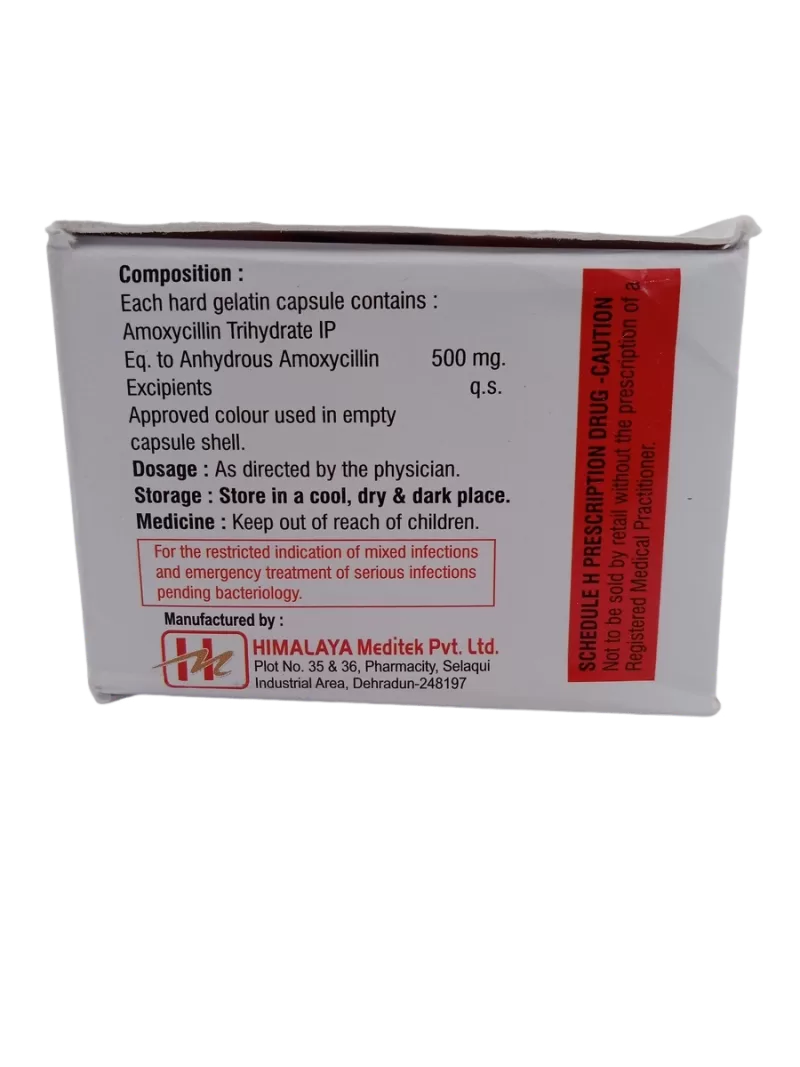 Composition :
Each hard gelatin capsule contains :
Amoxycillin Trihydrate IP
Eq. to Anhydrous Amoxycillin 500 mg.
Excipients q.s.
Approved colour used in empty
capsule shell.
Dosage : As directed by the physician.
Storage : Store in a cool, dry & dark place.
Medicine : Keep out of reach of children.
For the restricted indication of mixed infections
and emergency treatment of serious infections
pending bacteriology.
Manufactured by :
HIMALAYA Meditek Pvt. Ltd.
Plot No. 35 & 36, Pharmacity, Selaqui
Industrial Area, Dehradun-248197
SCHEDULE H PRESCRIPTION DRUG -CAUTION
Not to be sold by retail without the prescription of a
Registered Medical Practitioner.